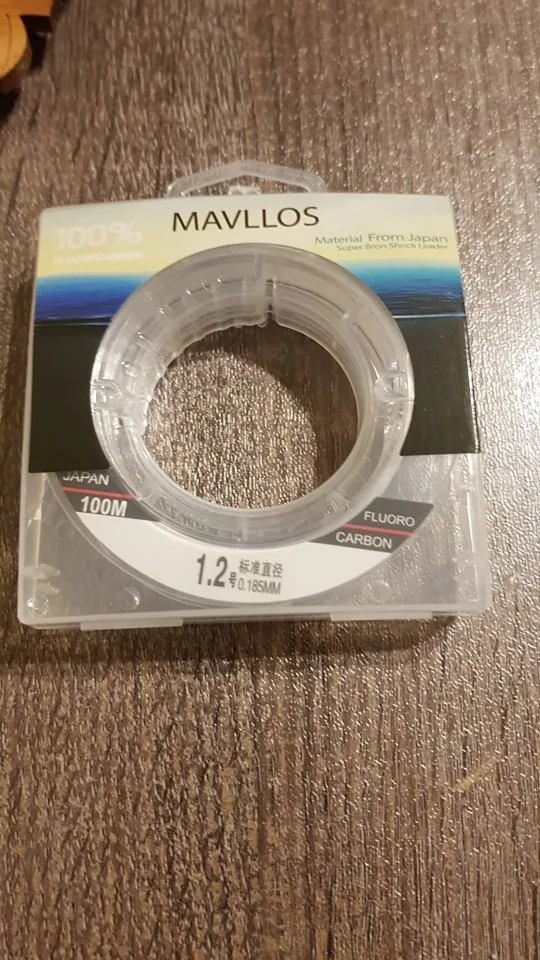 MAVLLOS
100%
FLUOROCARBON
Material From Japan
Super Bron Shock Leader
JAPAN
100M
FLUORO
CARBON
1.2号
标准直径
0.185MM